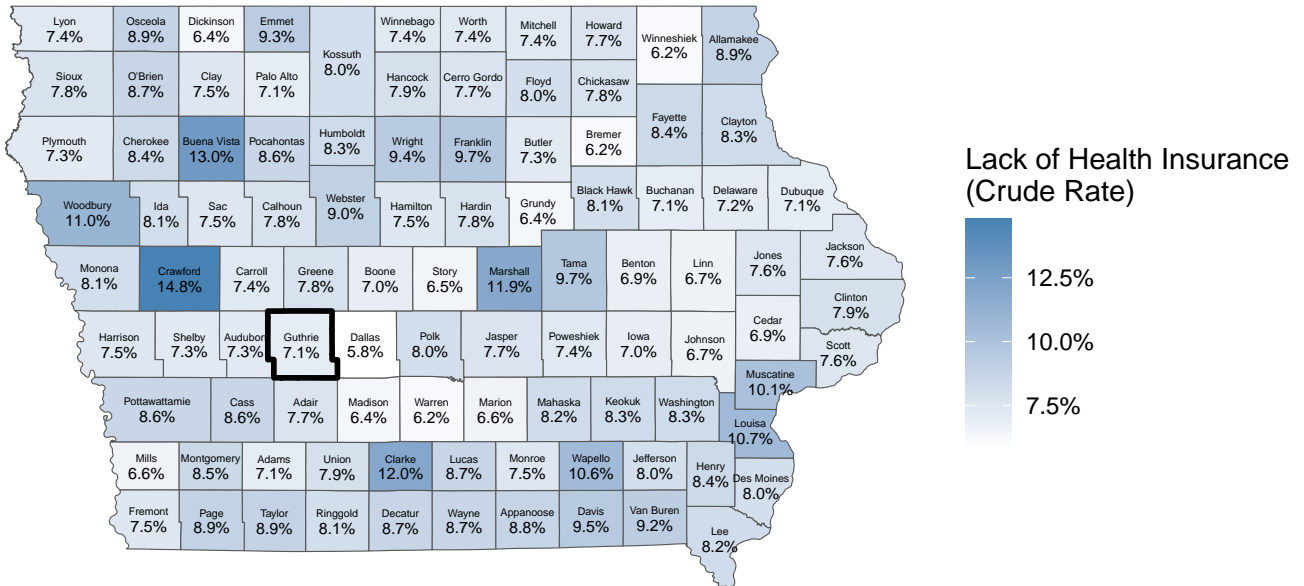 Lyon
7.4%
Osceola
8.9%
Dickinson
6.4%
Emmet
9.3%
Kossuth
8.0%
Winnebago
7.4%
Worth
7.4%
Mitchell
7.4%
Howard
7.7%
Winneshiek
6.2%
Allamakee
8.9%
Sioux
7.8%
O'Brien
8.7%
Clay
7.5%
Palo Alto
7.1%
Hancock
7.9%
Cerro Gordo
7.7%
Floyd
8.0%
Chickasaw
7.8%
Fayette
8.4%
Clayton
8.3%
Plymouth
7.3%
Cherokee
8.4%
Buena Vista
13.0%
Pocahontas
8.6%
Humboldt
8.3%
Wright
9.4%
Franklin
9.7%
Butler
7.3%
Bremer
6.2%
Woodbury
11.0%
Ida
8.1%
Sac
7.5%
Calhoun
7.8%
Webster
9.0%
Hamilton
7.5%
Hardin
7.8%
Grundy
6.4%
Black Hawk
8.1%
Buchanan
7.1%
Delaware
7.2%
Dubuque
7.1%
Monona
8.1%
Crawford
14.8%
Carroll
7.4%
Greene
7.8%
Boone
7.0%
Story
6.5%
Marshall
11.9%
Tama
9.7%
Benton
6.9%
Linn
6.7%
Jones
7.6%
Jackson
7.6%
Clinton
7.9%
Harrison
7.5%
Shelby
7.3%
Audubon
7.3%
Guthrie
7.1%
Dallas
5.8%
Polk
8.0%
Jasper
7.7%
Poweshiek
7.4%
Iowa
7.0%
Johnson
6.7%
Cedar
6.9%
Scott
7.6%
Muscatine
10.1%
Pottawattamie
8.6%
Cass
8.6%
Adair
7.7%
Madison
6.4%
Warren
6.2%
Marion
6.6%
Mahaska
8.2%
Keokuk
8.3%
Washington
8.3%
Louisa
10.7%
Mills
6.6%
Montgomery
8.5%
Adams
7.1%
Union
7.9%
Clarke
12.0%
Lucas
8.7%
Monroe
7.5%
Wapello
10.6%
Jefferson
8.0%
Henry
8.4%
Des Moines
8.0%
Fremont
7.5%
Page
8.9%
Taylor
8.9%
Ringgold
8.1%
Decatur
8.7%
Wayne
8.7%
Appanoose
8.8%
Davis
9.5%
Van Buren
9.2%
Lee
8.2%
Lack of Health Insurance
(Crude Rate)
12.5%
10.0%
7.5%